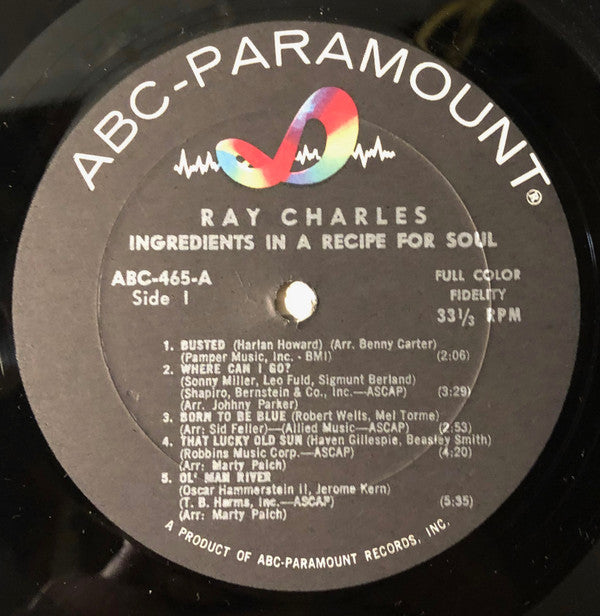 ABC-PARAMOUNT®
RAY CHARLES
INGREDIENTS IN A RECIPE FOR SOUL
ABC-465-A
Side 1
FULL COLOR
FIDELITY
33⅓ RPM
1. BUSTED (Harlan Howard) (Arr. Benny Carter)
(Pamper Music, Inc. - BMI) (2:06)
2. WHERE CAN I GO?
(Sonny Miller, Leo Fuld, Sigmunt Berland)
(Shapiro, Bernstein & Co., Inc.—ASCAP) (3:29)
(Arr. Johhny Parker)
3. BORN TO BE BLUE (Robert Wells, Mel Torme)
(Arr: Sid Feller)—(Allied Music—ASCAP) (2:53)
4. THAT LUCKY OLD SUN (Haven Gillespie, Beasley Smith)
(Robbins Music Corp.—ASCAP) (4:20)
(Arr: Marty Paich)
5. OL' MAN RIVER
(Oscar Hammerstein II, Jerome Kern)
(T. B. Harms, Inc.—ASCAP) (5:35)
(Arr: Marty Paich)
A PRODUCT OF ABC-PARAMOUNT RECORDS, INC.